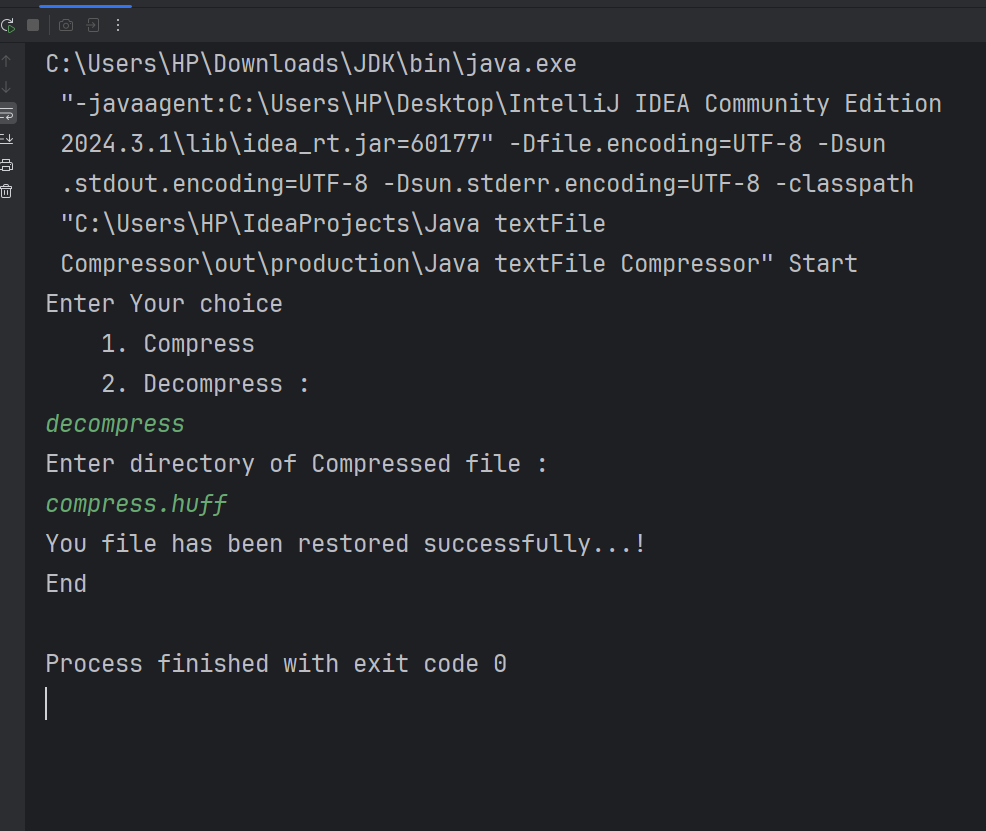 C:\Users\HP\Downloads\JDK\bin\java.exe
"-javaagent:C:\Users\HP\Desktop\IntelliJ IDEA Community Edition
2024.3.1\lib\idea_rt.jar=60177" -Dfile.encoding=UTF-8 -Dsun
.stdout.encoding=UTF-8 -Dsun.stderr.encoding=UTF-8 -classpath
"C:\Users\HP\IdeaProjects\Java textFile
Compressor\out\production\Java textFile Compressor" Start
Enter Your choice
1. Compress
2. Decompress :
decompress
Enter directory of Compressed file :
compress.huff
You file has been restored successfully...!
End
Process finished with exit code 0